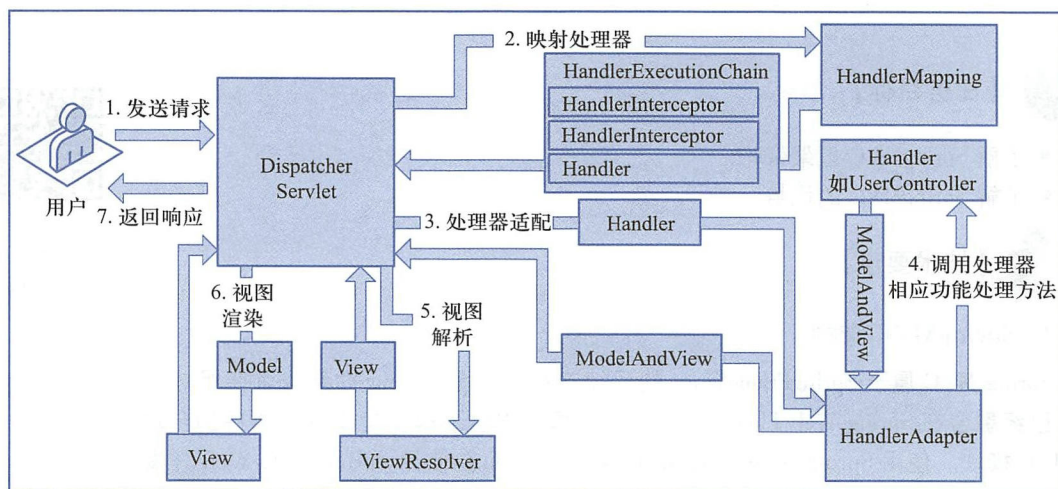 2. 映射处理器
HandlerExecutionChain
HandlerInterceptor
HandlerInterceptor
Handler
HandlerMapping
1. 发送请求
用户
7. 返回响应
Dispatcher
Servlet
Handler
如UserController
3. 处理器适配
Handler
ModelAndView
4. 调用处理器
相应功能处理方法
6. 视图
渲染
5. 视图
解析
Model
View
ModelAndView
View
ViewResolver
HandlerAdapter